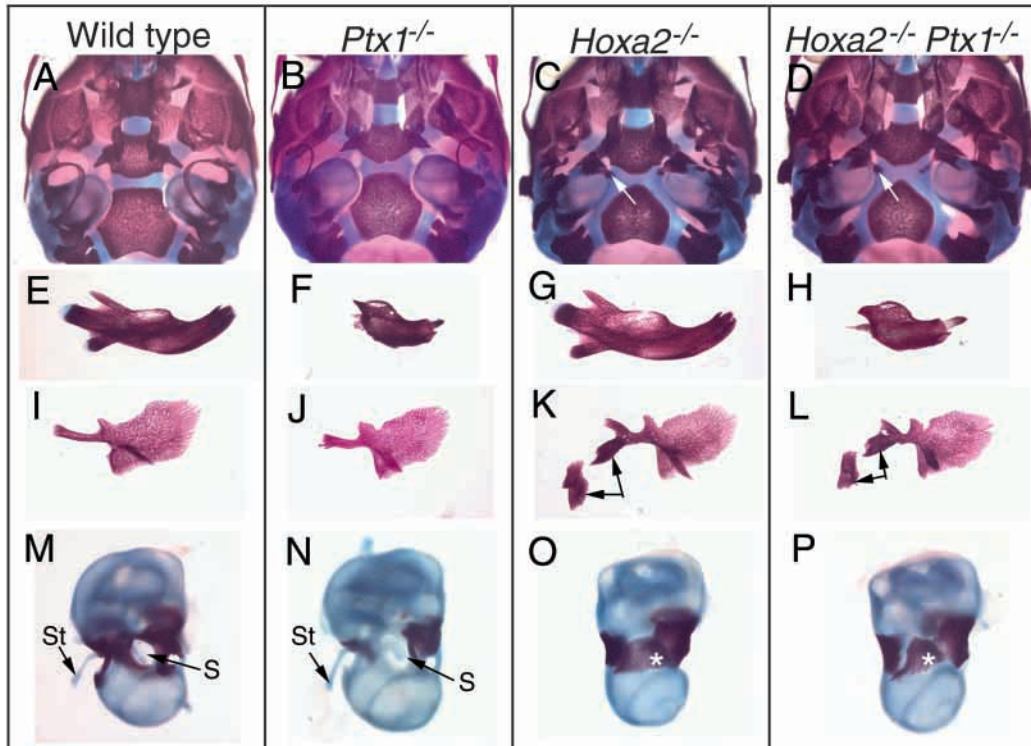 Wild type Ptx1-/- Hoxa2-/- Hoxa2-/- Ptx1-/-
A B C D
E F G H
I J K L
M N O P
St S St S * *